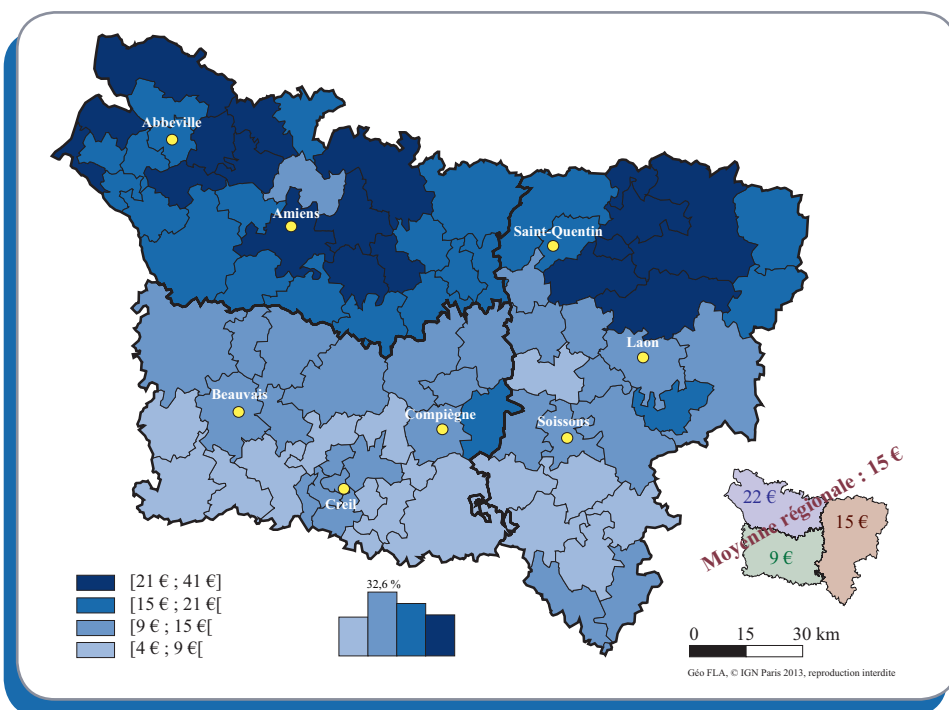 Abbeville
Amiens
Saint-Quentin
Laon
Beauvais
Compiègne
Soissons
Creil
[21 € ; 41 €]
[15 € ; 21 €[
[9 € ; 15 €[
[4 € ; 9 €[
32,6 %
Moyenne régionale : 15 €
22 €
15 €
9 €
0 15 30 km
Géo FLA, © IGN Paris 2013, reproduction interdite